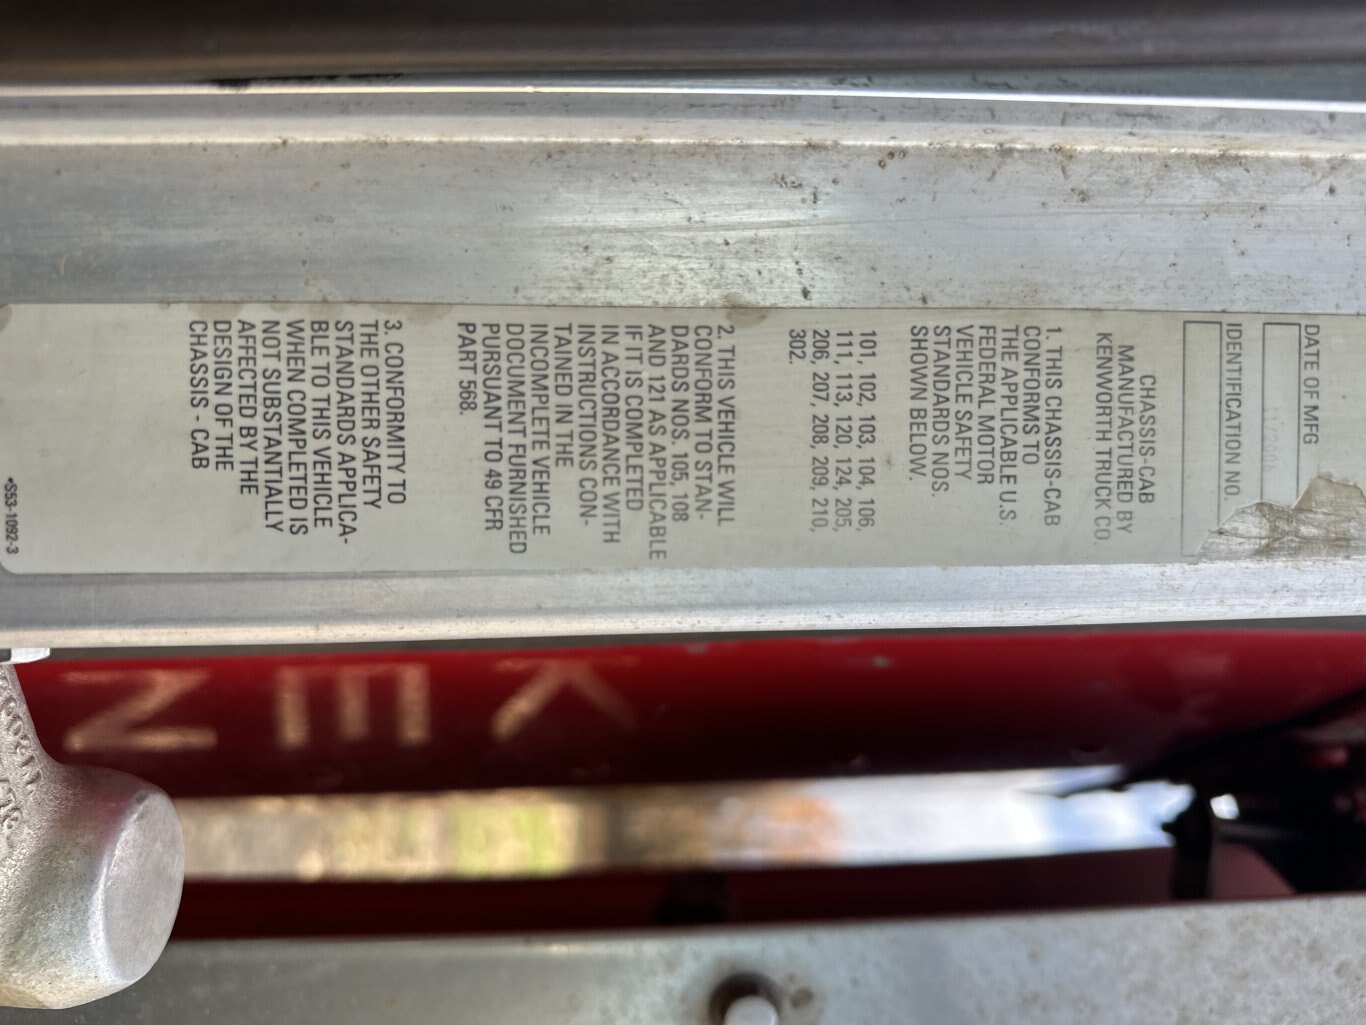 DATE OF MFG
IDENTIFICATION NO.
CHASSIS-CAB
MANUFACTURED BY
KENWORTH TRUCK CO.
1. THIS CHASSIS-CAB
CONFORMS TO
THE APPLICABLE U.S.
FEDERAL MOTOR
VEHICLE SAFETY
STANDARDS NOS.
SHOWN BELOW.
101, 102, 103, 104, 106,
111, 113, 120, 124, 205,
206, 207, 208, 209, 210,
302.
2. THIS VEHICLE WILL
CONFORM TO STAN-
DARDS NOS. 105, 108
AND 121 AS APPLICABLE
IF IT IS COMPLETED
IN ACCORDANCE WITH
INSTRUCTIONS CON-
TAINED IN THE
INCOMPLETE VEHICLE
DOCUMENT FURNISHED
PURSUANT TO 49 CFR
PART 568.
3. CONFORMITY TO
THE OTHER SAFETY
STANDARDS APPLICA-
BLE TO THIS VEHICLE
WHEN COMPLETED IS
NOT SUBSTANTIALLY
AFFECTED BY THE
DESIGN OF THE
CHASSIS - CAB
•S53-1092-3
KEN